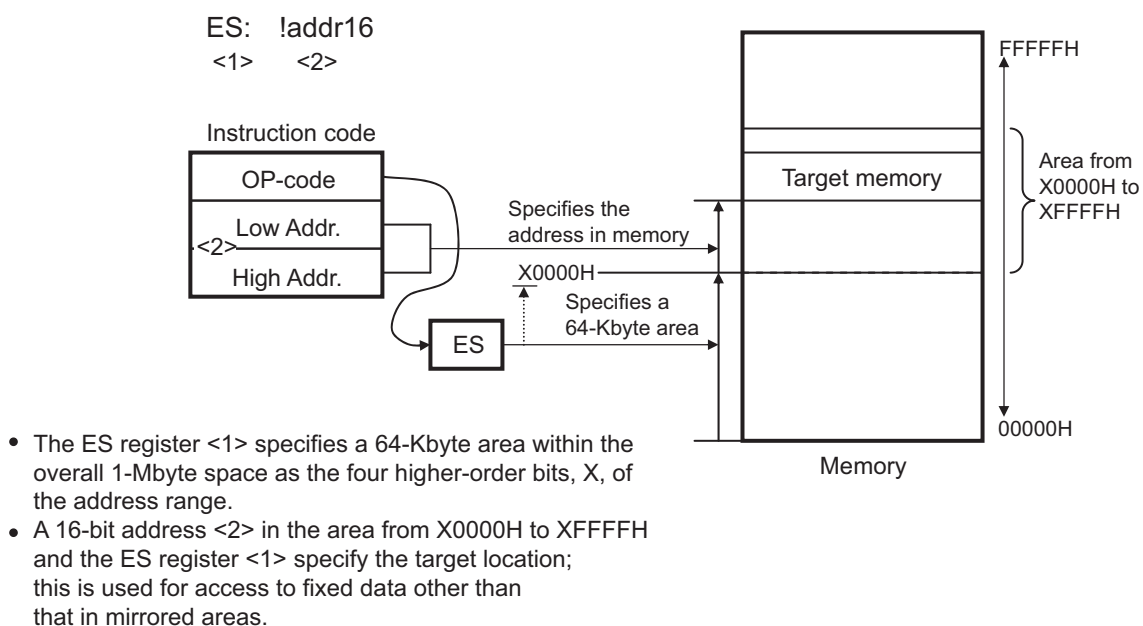 ES: !addr16
<1> <2>
Instruction code
OP-code
Low Addr.
<2>
High Addr.
ES
Specifies the
address in memory
X0000H
Specifies a
64-Kbyte area
Target memory
FFFFFH
Area from
X0000H to
XFFFFH
00000H
Memory
• The ES register <1> specifies a 64-Kbyte area within the
overall 1-Mbyte space as the four higher-order bits, X, of
the address range.
• A 16-bit address <2> in the area from X0000H to XFFFFH
and the ES register <1> specify the target location;
this is used for access to fixed data other than
that in mirrored areas.